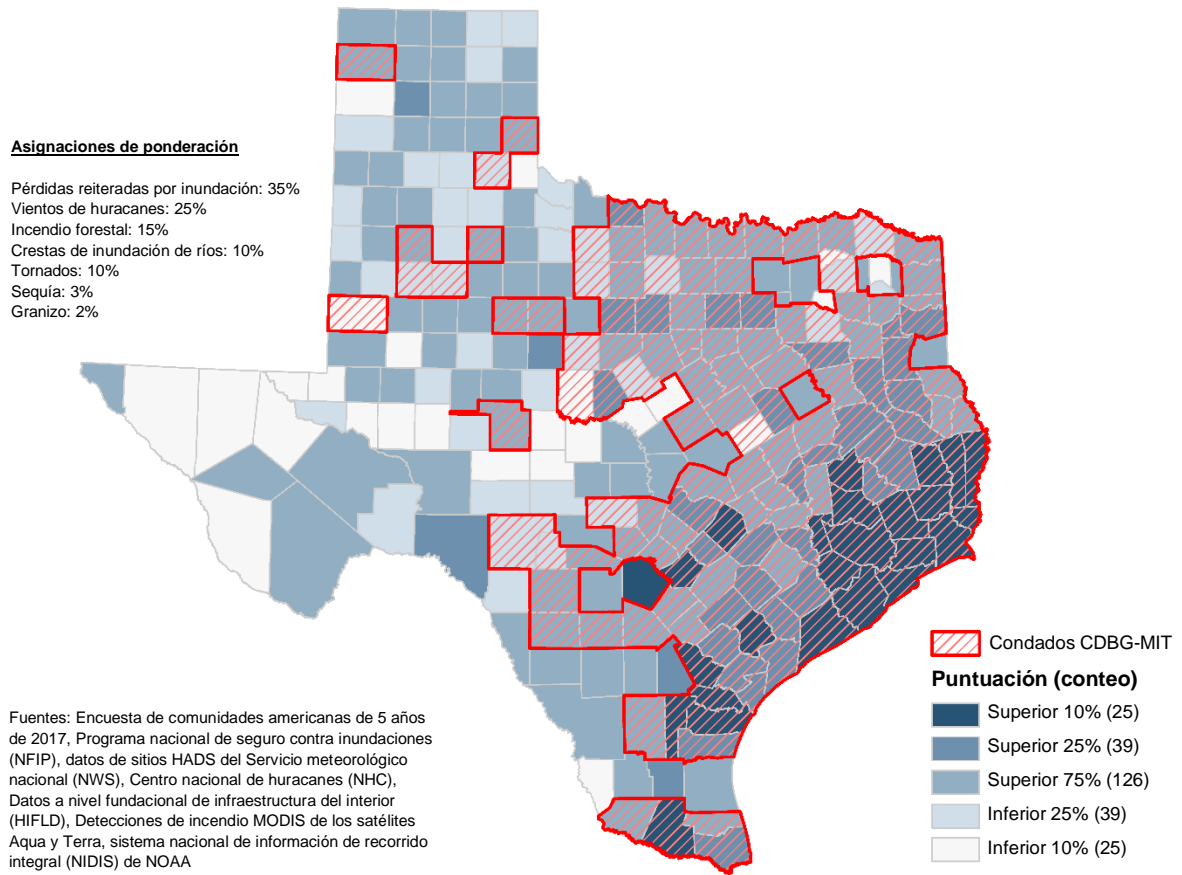 Asignaciones de ponderación
Pérdidas reiteradas por inundación: 35%
Vientos de huracanes: 25%
Incendio forestal: 15%
Crestas de inundación de ríos: 10%
Tornados: 10%
Sequía: 3%
Granizo: 2%
Fuentes: Encuesta de comunidades americanas de 5 años
de 2017, Programa nacional de seguro contra inundaciones
(NFIP), datos de sitios HADS del Servicio meteorológico
nacional (NWS), Centro nacional de huracanes (NHC),
Datos a nivel fundacional de infraestructura del interior
(HIFLD), Detecciones de incendio MODIS de los satélites
Aqua y Terra, sistema nacional de información de recorrido
integral (NIDIS) de NOAA
Condados CDBG-MIT
Puntuación (conteo)
Superior 10% (25)
Superior 25% (39)
Superior 75% (126)
Inferior 25% (39)
Inferior 10% (25)